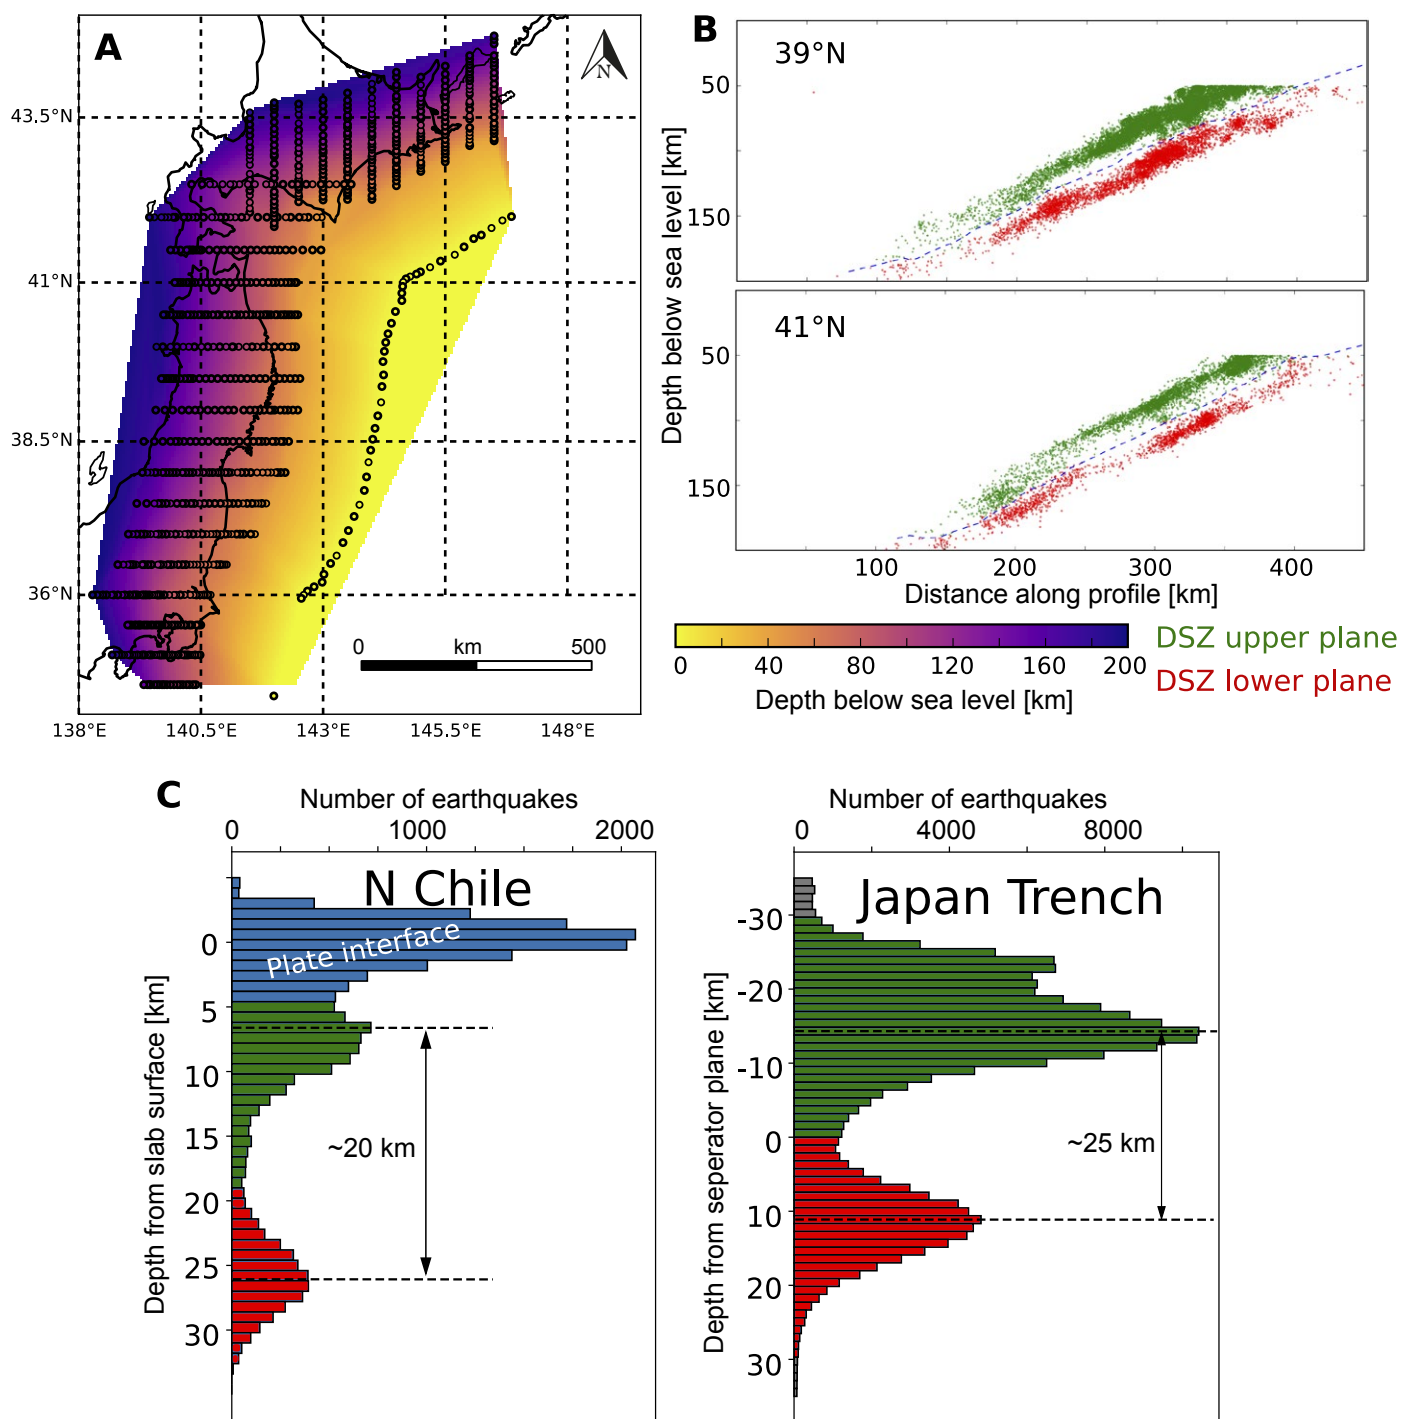 A
N
43.5°N
41°N
38.5°N
36°N
0 km 500
138°E 140.5°E 143°E 145.5°E 148°E
B
39°N
50
150
41°N
50
150
Depth below sea level [km]
100 200 300 400
Distance along profile [km]
0 40 80 120 160 200
Depth below sea level [km]
DSZ upper plane
DSZ lower plane
C
Number of earthquakes
0 1000 2000
N Chile
Plate interface
0
5
10
15
20
25
30
Depth from slab surface [km]
~20 km
Number of earthquakes
0 4000 8000
Japan Trench
-30
-20
-10
0
10
20
30
Depth from seperator plane [km]
~25 km